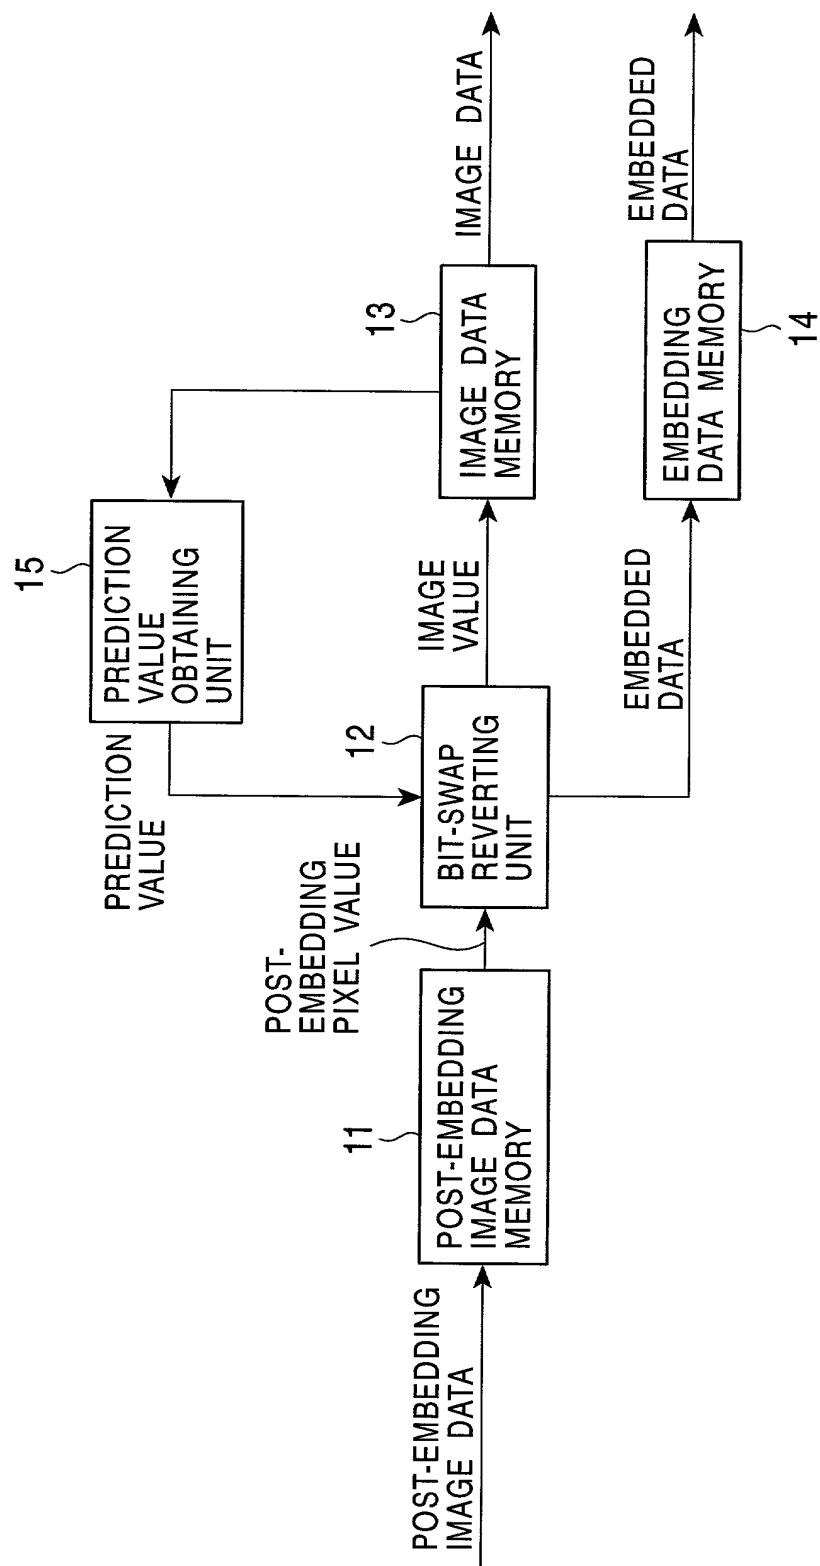 POST-EMBEDDING
IMAGE DATA
11
POST-EMBEDDING
IMAGE DATA
MEMORY
POST-
EMBEDDING
PIXEL VALUE
12
BIT-SWAP
REVERTING
UNIT
PREDICTION
VALUE
15
PREDICTION
VALUE
OBTAINING
UNIT
IMAGE
VALUE
13
IMAGE DATA
MEMORY
IMAGE DATA
EMBEDDED
DATA
EMBEDDING
DATA MEMORY
14
EMBEDDED
DATA